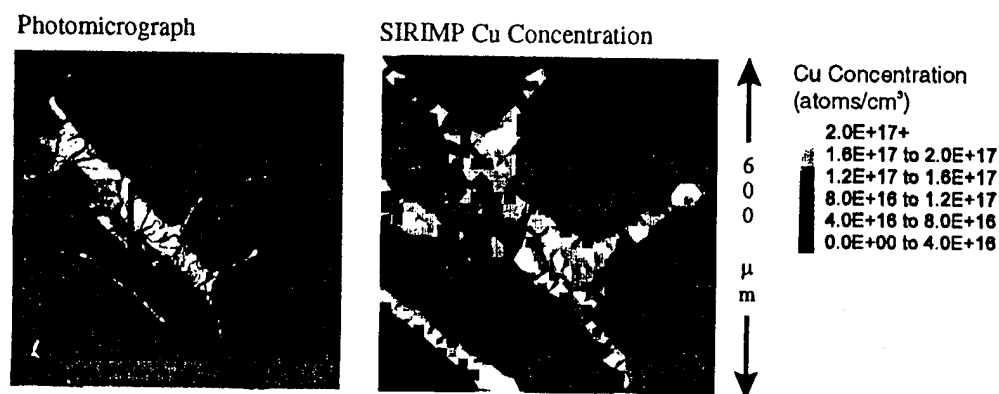 Photomicrograph
SIRIMP Cu Concentration
600 μm
Cu Concentration
(atoms/cm³)
2.0E+17+
1.6E+17 to 2.0E+17
1.2E+17 to 1.6E+17
8.0E+16 to 1.2E+17
4.0E+16 to 8.0E+16
0.0E+00 to 4.0E+16